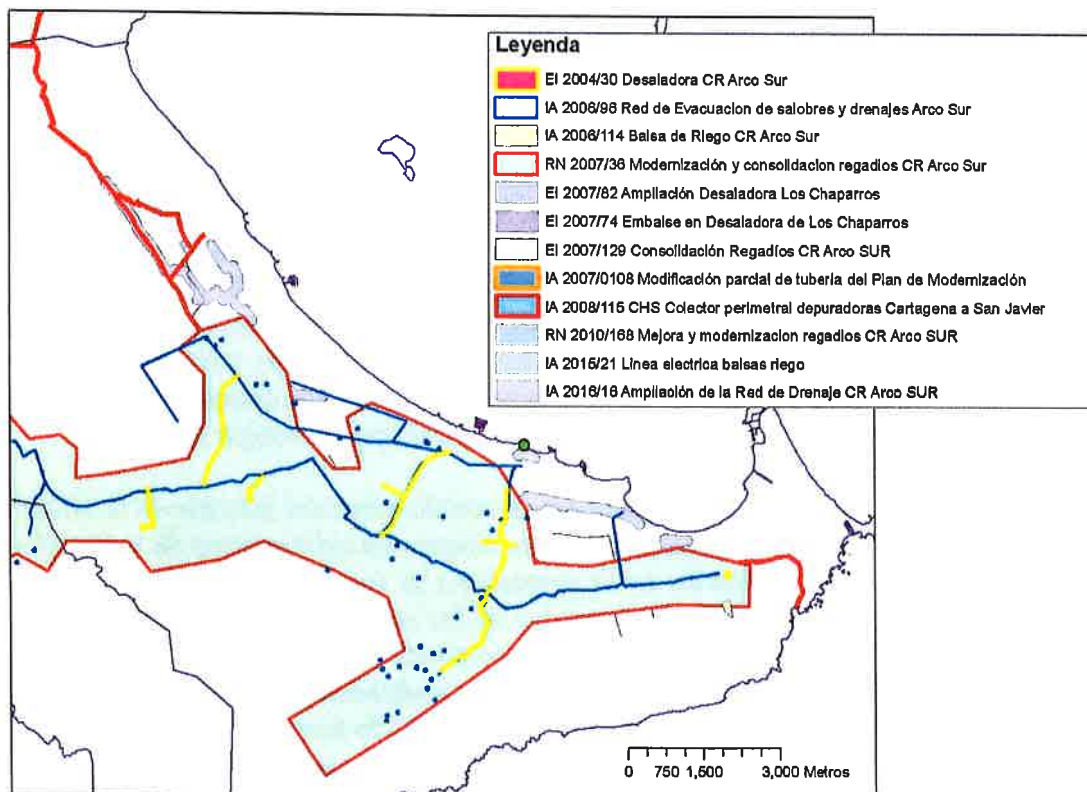 Leyenda
EI 2004/30 Desaladora CR Arco Sur
IA 2006/96 Red de Evacuacion de salobres y drenajes Arco Sur
IA 2006/114 Balsa de Riego CR Arco Sur
RN 2007/36 Modernización y consolidacion regadios CR Arco Sur
EI 2007/82 Ampliación Desaladora Los Chaparros
EI 2007/74 Embalse en Desaladora de Los Chaparros
EI 2007/129 Consolidación Regadíos CR Arco SUR
IA 2007/0108 Modificación parcial de tubería del Plan de Modernización
IA 2008/115 CHS Colector perimetral depuradoras Cartagena a San Javier
RN 2010/168 Mejora y modernizacion regadios CR Arco SUR
IA 2015/21 Linea electrica balsas riego
IA 2016/16 Ampliación de la Red de Drenaje CR Arco SUR
0 750 1,500 3,000 Metros